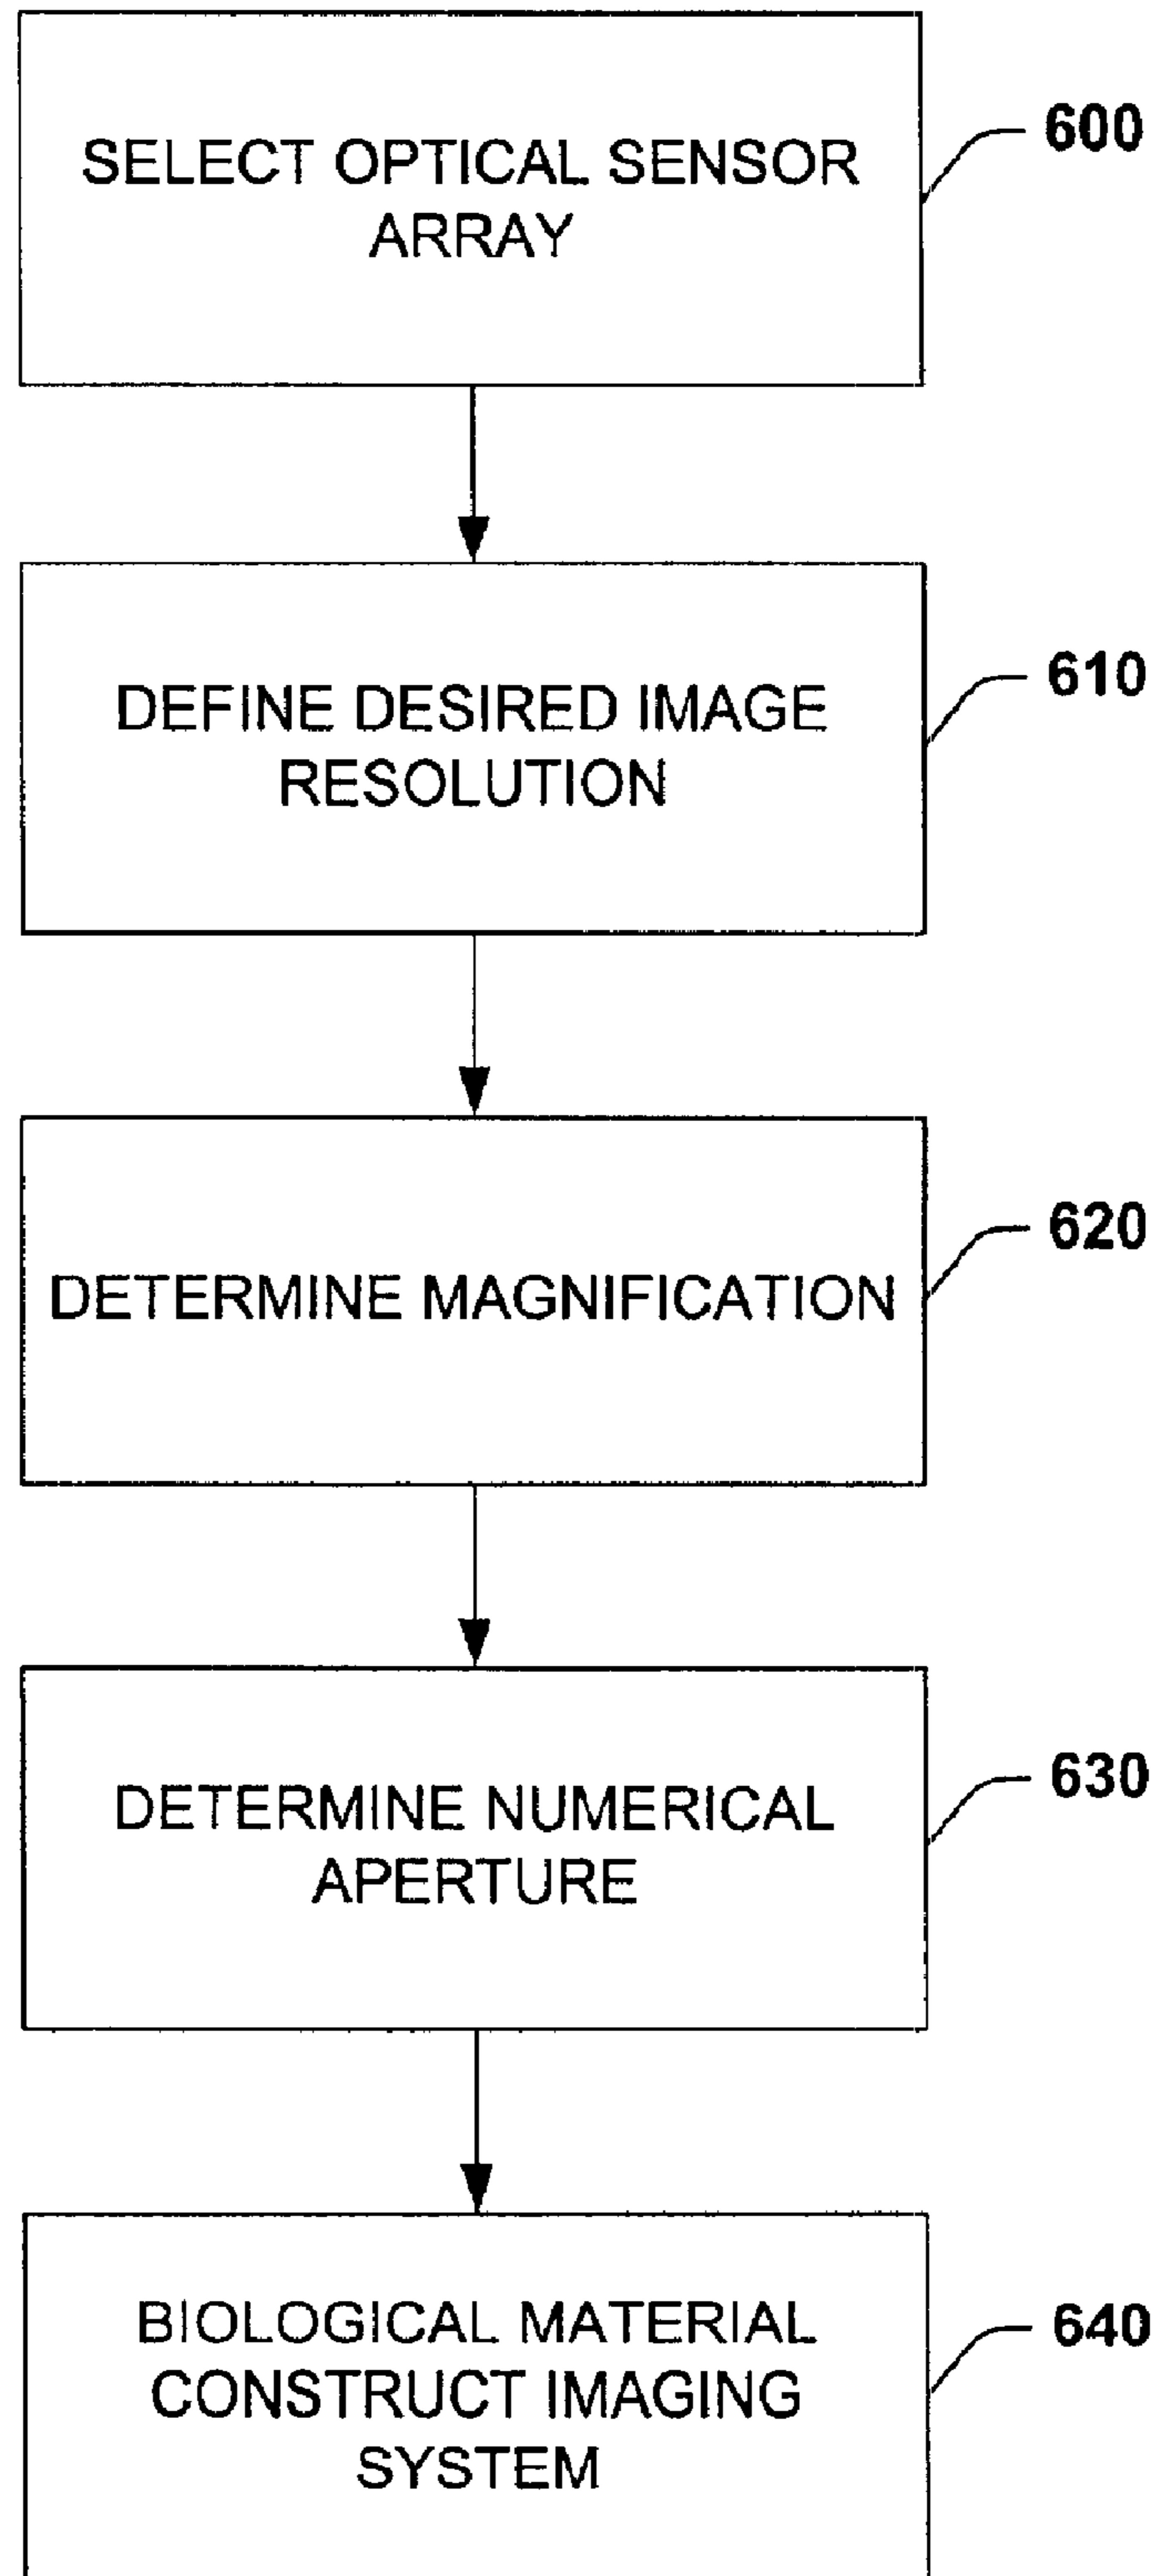 SELECT OPTICAL SENSOR
ARRAY
600
DEFINE DESIRED IMAGE
RESOLUTION
610
DETERMINE MAGNIFICATION
620
DETERMINE NUMERICAL
APERTURE
630
BIOLOGICAL MATERIAL
CONSTRUCT IMAGING
SYSTEM
640